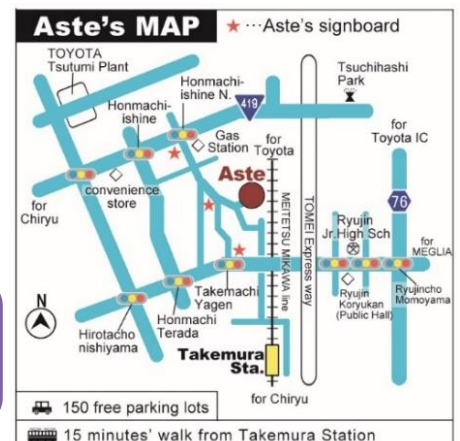 Aste's MAP
★…Aste's signboard
TOYOTA
Tsutumi Plant
Honmachi-
ishine N.
Tsuchihashi
Park
Honmachi-
ishine
419
Gas
Station
for
Toyota
for
Toyota IC
Aste
convenience
store
for
Chiryu
MEITETSU MIKAWA line
TOMEI Express way
76
Ryujin
Jr.High Sch
for
MEGLIA
Takemachi
Yagen
Ryujin
Koryukan
(Public Hall)
Ryujincho
Momoyama
N
Honmachi
Terada
Hirotacho
nishiyama
Takemura
Sta.
for Chiryu
150 free parking lots
15 minutes' walk from Takemura Station